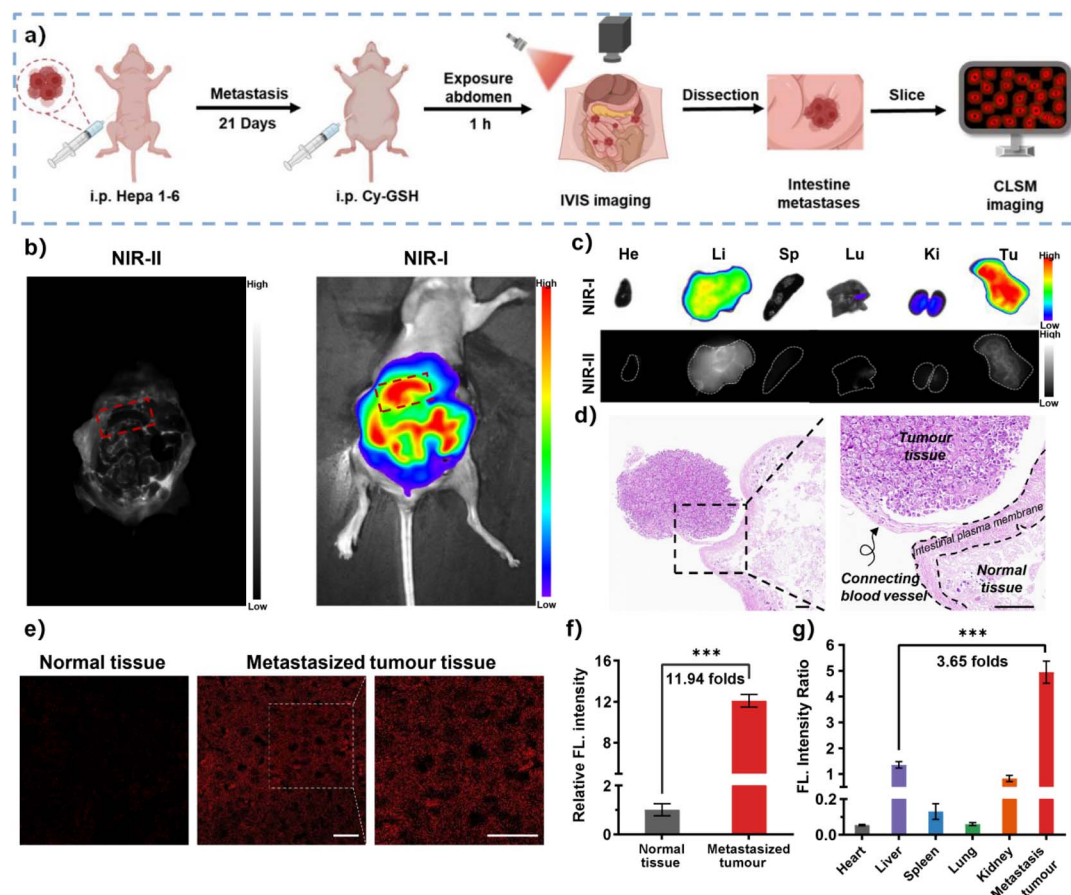 a)
Metastasis
21 Days
Exposure
abdomen
1 h
Dissection
Slice
i.p. Hepa 1-6
i.p. Cy-GSH
IVIS imaging
Intestine
metastases
CLSM
imaging
b)
NIR-II
NIR-I
High
Low
High
Low
c)
He Li Sp Lu Ki Tu
NIR-I
High
Low
NIR-II
High
Low
d)
Tumour
tissue
Intestinal plasma membrane
Connecting
blood vessel
Normal
tissue
e)
Normal tissue
Metastasized tumour tissue
f)
Relative FL. intensity
16
12
8
4
2
1
0
***
11.94 folds
Normal
tissue
Metastasized
tumour
g)
FL. Intensity Ratio
6
5
4
3
2
1
0.2
0.0
***
3.65 folds
Heart
Liver
Spleen
Lung
Kidney
Metastasis
tumour